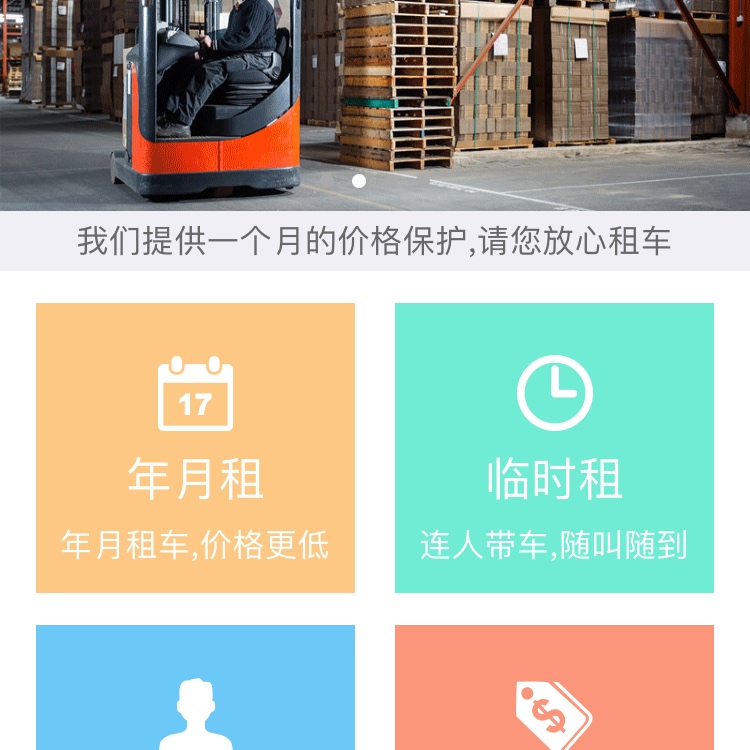 我们提供一个月的价格保护,请您放心租车
17
年月租
年月租车,价格更低
临时租
连人带车,随叫随到
$